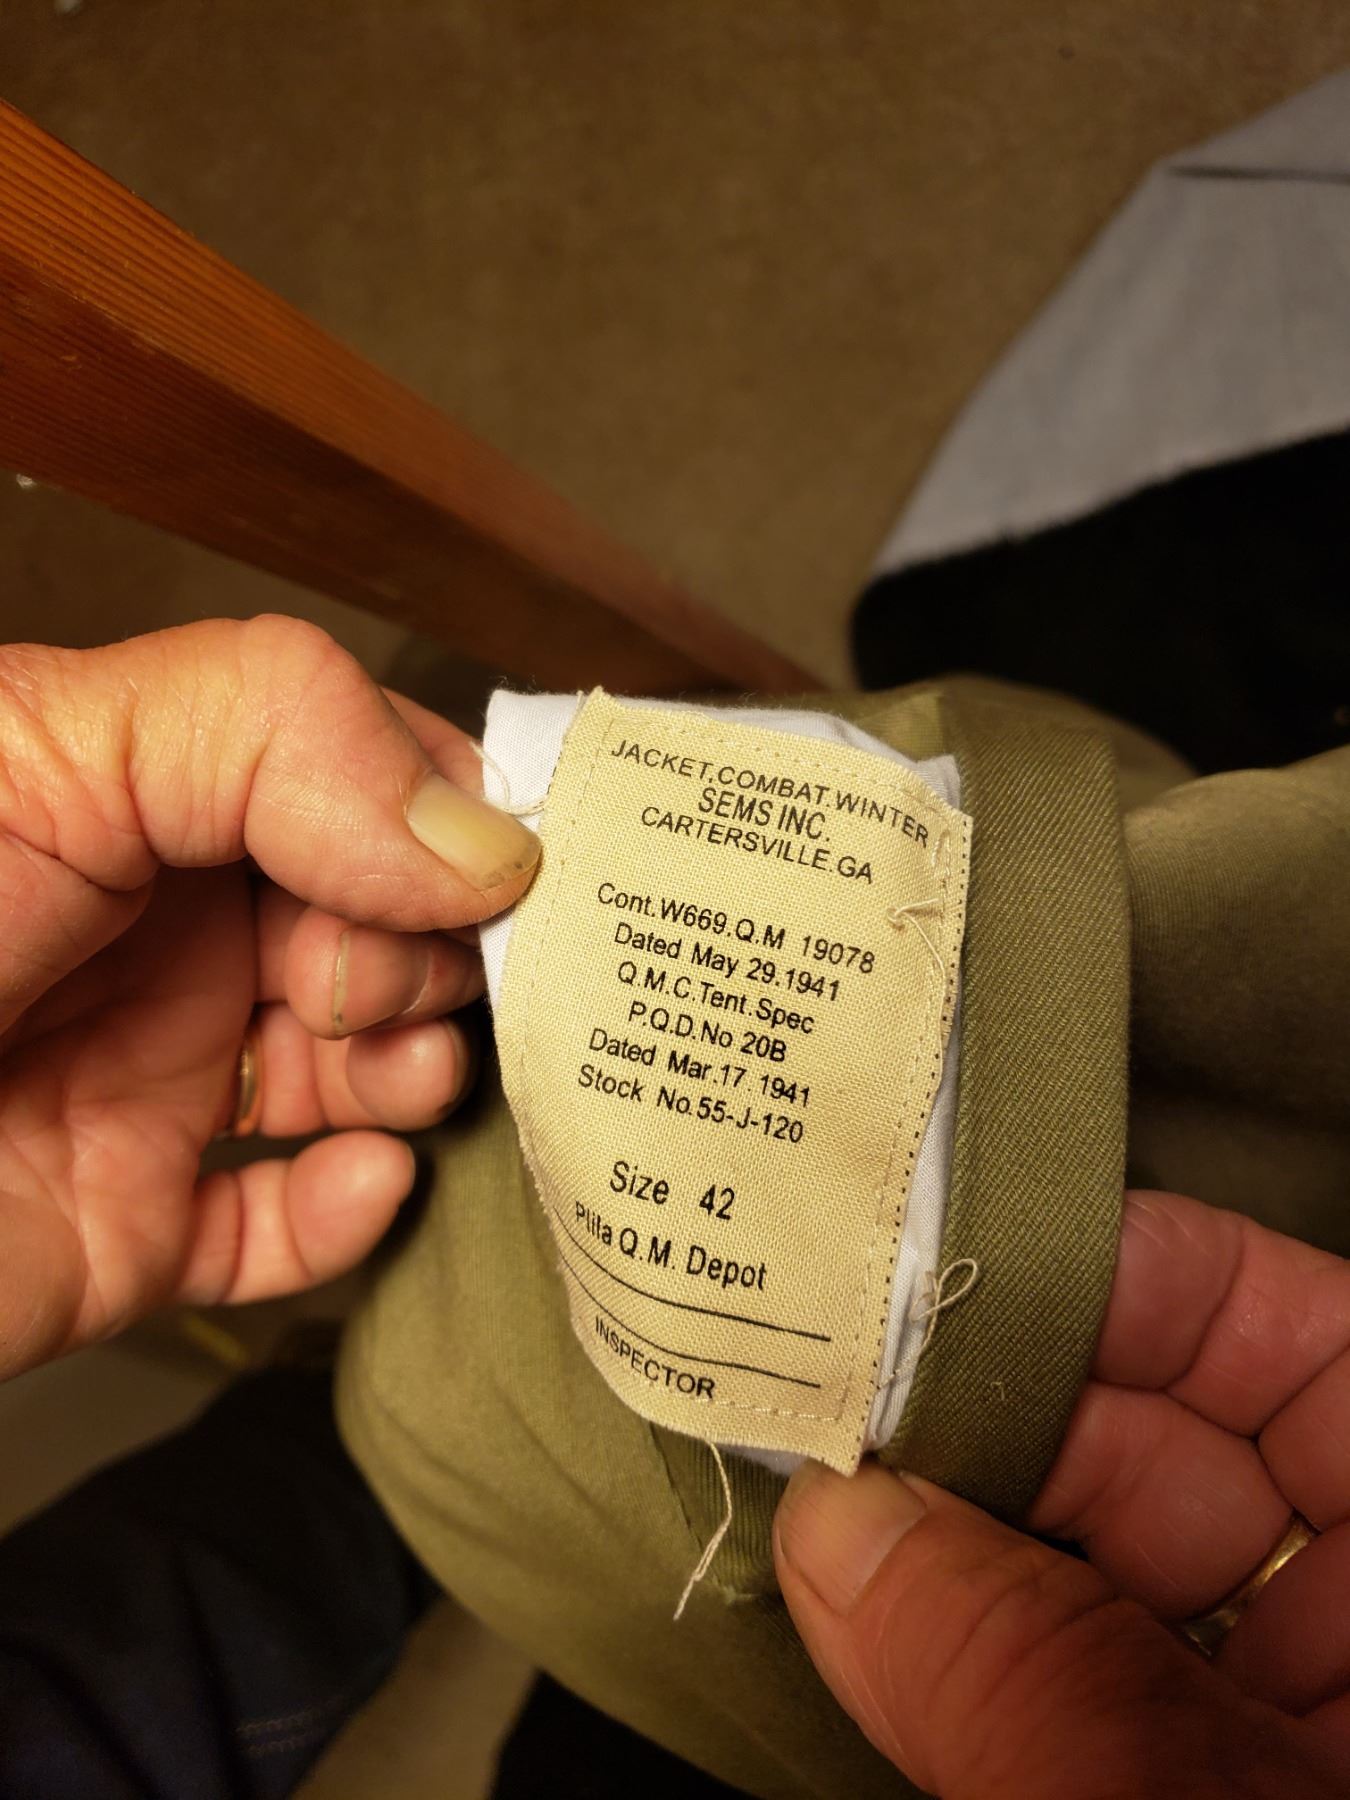 JACKET,COMBAT.WINTER
SEMS INC.
CARTERSVILLE.GA
Cont.W669.Q.M 19078
Dated May 29.1941
Q.M.C.Tent.Spec
P.Q.D.No 20B
Dated Mar.17.1941
Stock No.55-J-120
Size 42
Plila Q.M. Depot
INSPECTOR